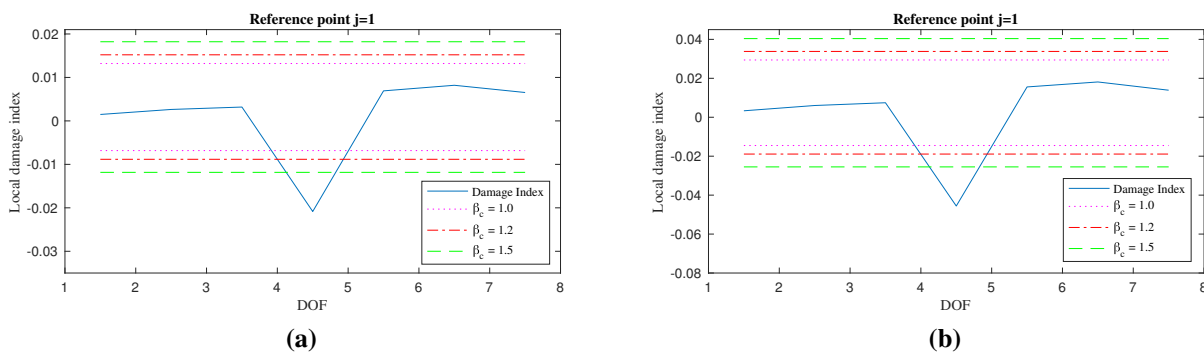 Reference point j=1
0.02
0.01
0
-0.01
-0.02
-0.03
Local damage index
Damage Index
β_c = 1.0
β_c = 1.2
β_c = 1.5
1 2 3 4 5 6 7 8
DOF
(a)
Reference point j=1
0.04
0.02
0
-0.02
-0.04
-0.06
-0.08
Local damage index
Damage Index
β_c = 1.0
β_c = 1.2
β_c = 1.5
1 2 3 4 5 6 7 8
DOF
(b)